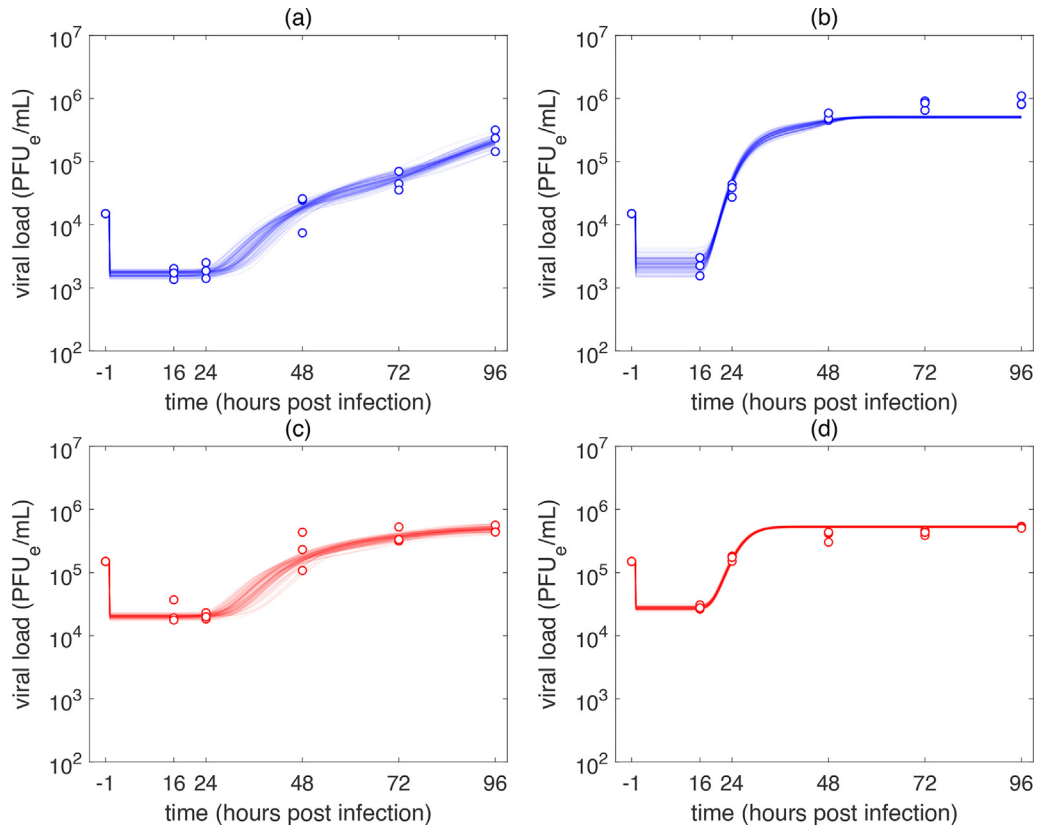 (a)
10^7
10^6
10^5
10^4
10^3
10^2
viral load (PFU_e/mL)
-1 16 24 48 72 96
time (hours post infection)
(b)
10^7
10^6
10^5
10^4
10^3
10^2
viral load (PFU_e/mL)
-1 16 24 48 72 96
time (hours post infection)
(c)
10^7
10^6
10^5
10^4
10^3
10^2
viral load (PFU_e/mL)
-1 16 24 48 72 96
time (hours post infection)
(d)
10^7
10^6
10^5
10^4
10^3
10^2
viral load (PFU_e/mL)
-1 16 24 48 72 96
time (hours post infection)